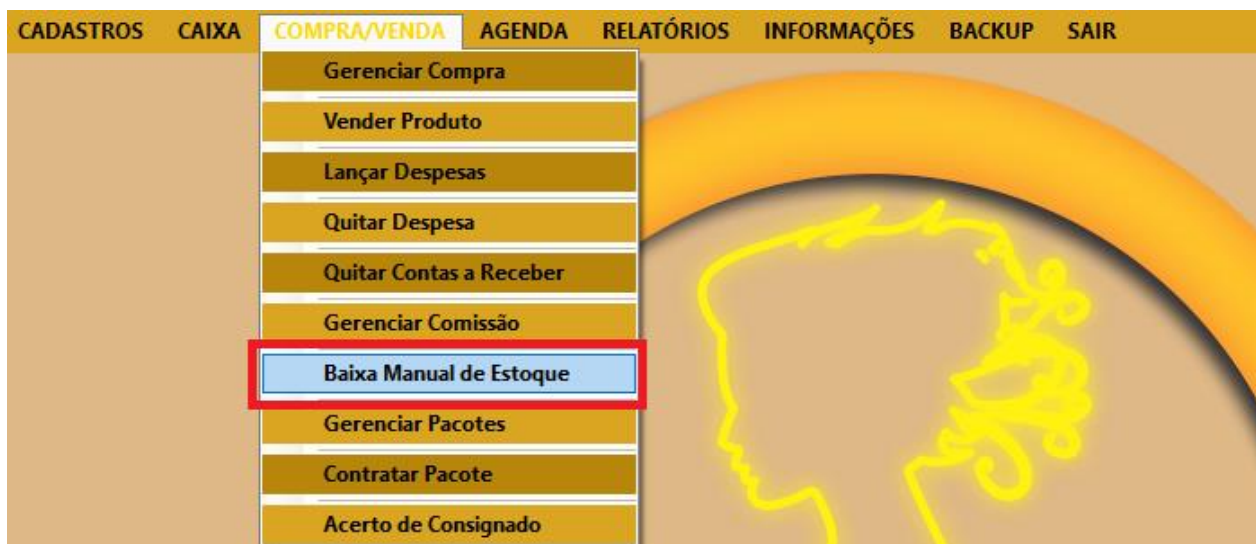 CADASTROS CAIXA COMPRA/VENDA AGENDA RELATÓRIOS INFORMAÇÕES BACKUP SAIR
Gerenciar Compra
Vender Produto
Lançar Despesas
Quitar Despesa
Quitar Contas a Receber
Gerenciar Comissão
Baixa Manual de Estoque
Gerenciar Pacotes
Contratar Pacote
Acerto de Consignado